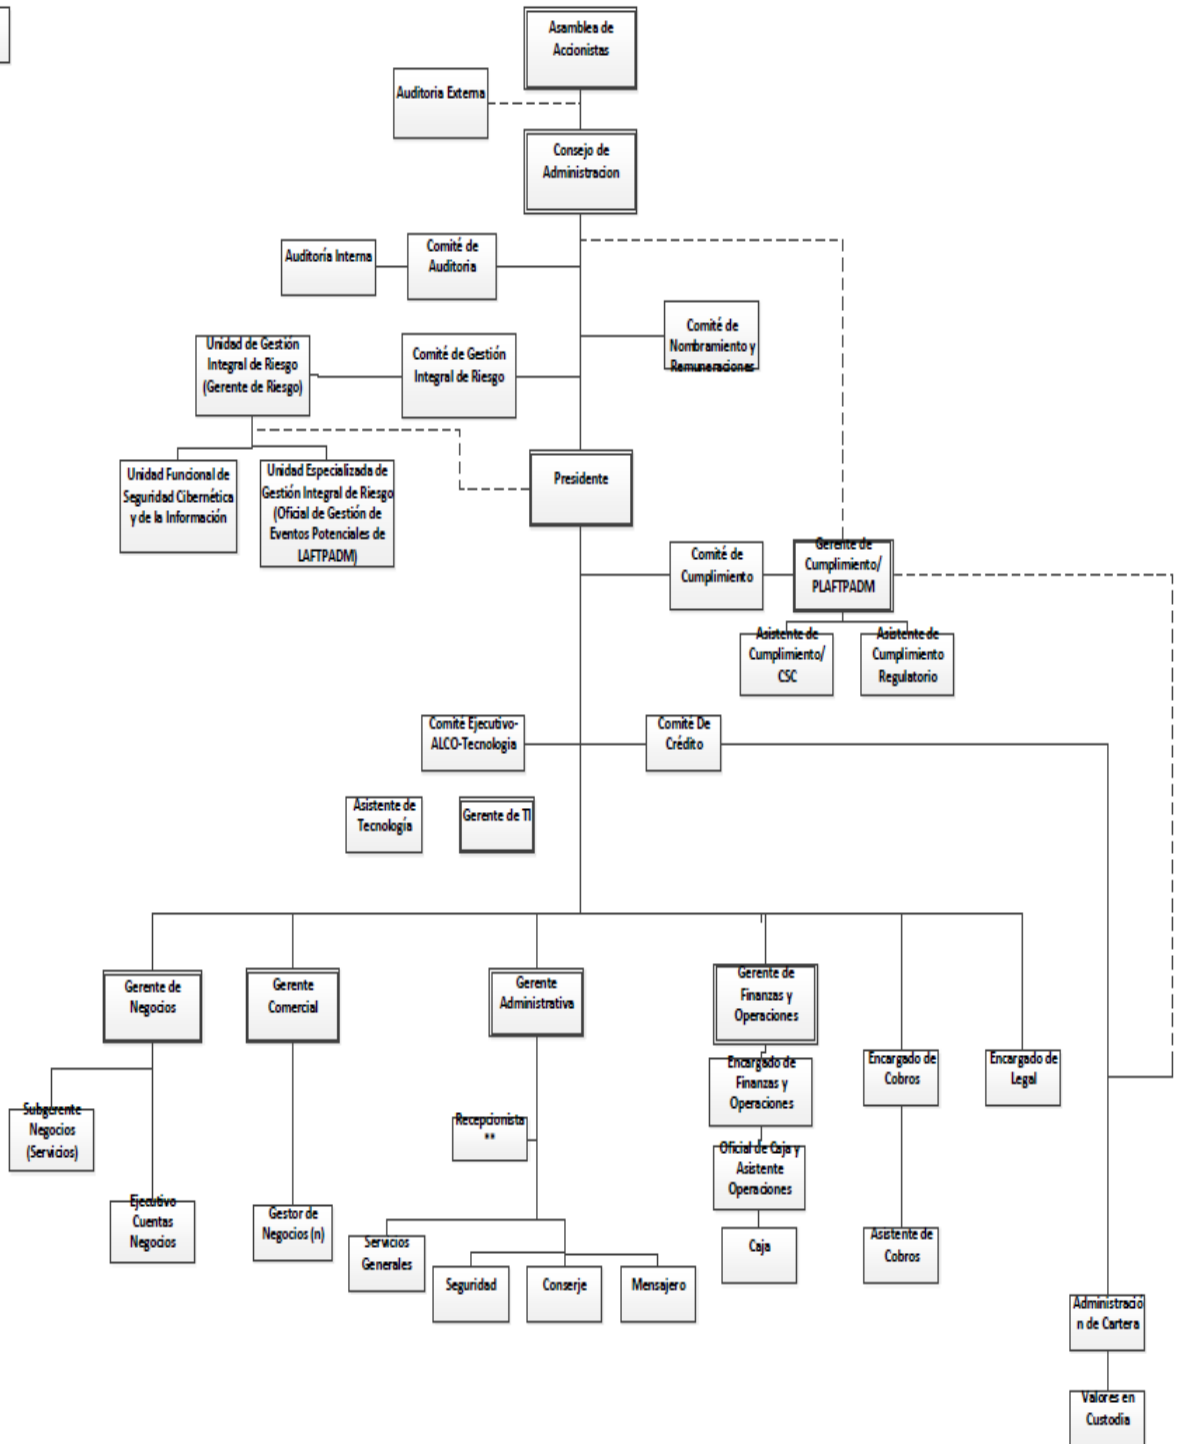 Asamblea de
Accionistas
Auditoria Externa
Consejo de
Administracion
Auditoría Interna
Comité de
Auditoria
Comité de
Nombramiento y
Remuneraciones
Unidad de Gestión
Integral de Riesgo
(Gerente de Riesgo)
Comité de Gestión
Integral de Riesgo
Unidad Funcional de
Seguridad Cibernética
y de la Información
Unidad Especializada de
Gestión Integral de Riesgo
(Oficial de Gestión de
Eventos Potenciales de
LAFTPADM)
Presidente
Comité de
Cumplimiento
Gerente de
Cumplimiento/
PLAFTPADM
Asistente de
Cumplimiento/
CSC
Asistente de
Cumplimiento
Regulatorio
Comité Ejecutivo-
ALCO-Tecnologia
Comité De
Crédito
Asistente de
Tecnología
Gerente de TI
Gerente de
Negocios
Gerente
Comercial
Gerente
Administrativa
Gerente de
Finanzas y
Operaciones
Encargado de
Finanzas y
Operaciones
Encargado de
Cobros
Encargado de
Legal
Subgerente
Negocios
(Servicios)
Recepcionista
**
Oficial de Caja y
Asistente
Operaciones
Ejecutivo
Cuentas
Negocios
Gestor de
Negocios (n)
Servicios
Generales
Caja
Asistente de
Cobros
Seguridad
Conserje
Mensajero
Administració
n de Cartera
Valores en
Custodia